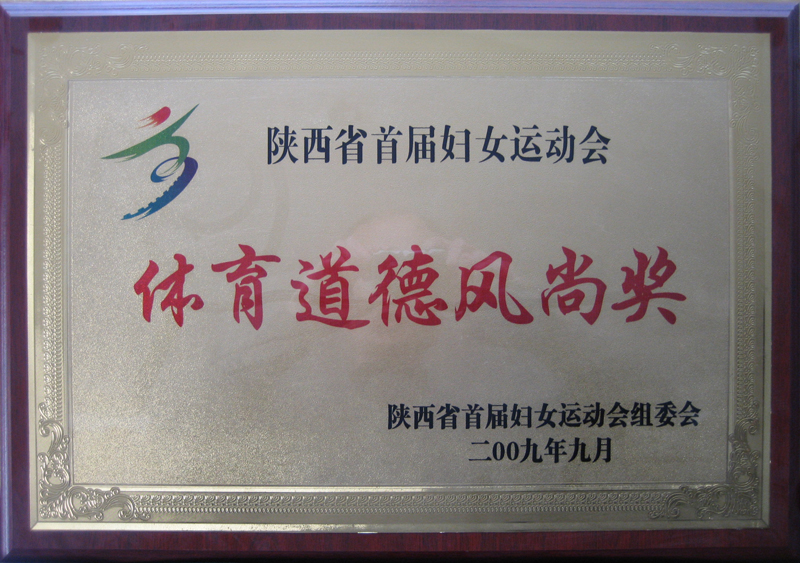 陕西省首届妇女运动会
体育道德风尚奖
陕西省首届妇女运动会组委会
二00九年九月